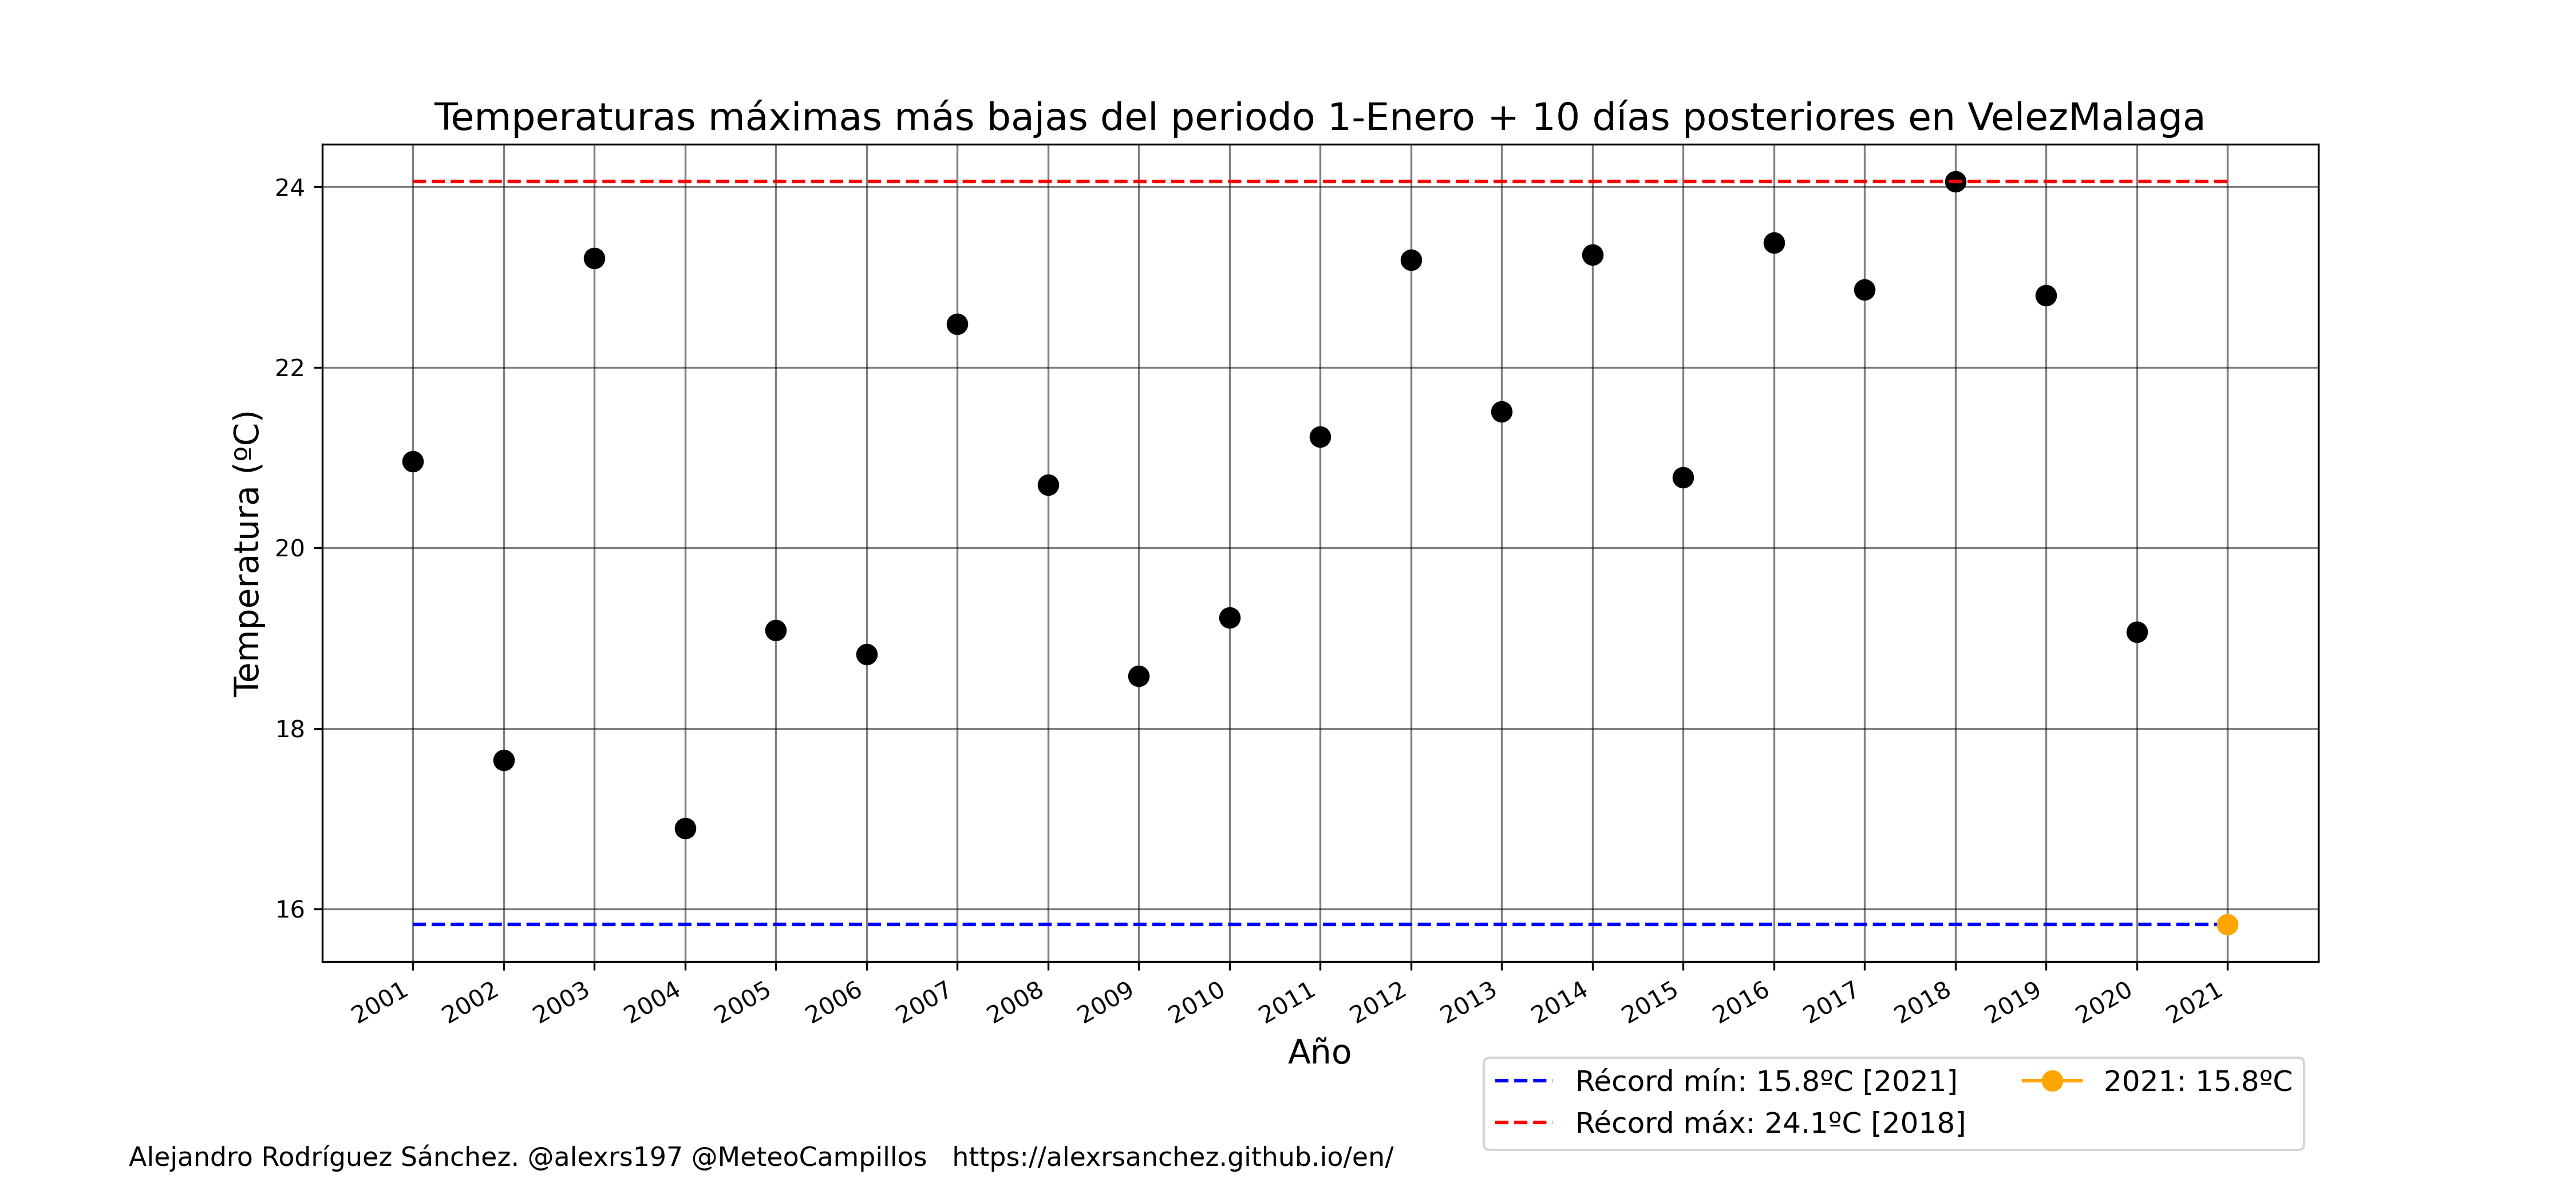 Temperaturas máximas más bajas del periodo 1-Enero + 10 días posteriores en VelezMalaga
Temperatura (ºC)
24
22
20
18
16
2001 2002 2003 2004 2005 2006 2007 2008 2009 2010 2011 2012 2013 2014 2015 2016 2017 2018 2019 2020 2021
Año
Récord mín: 15.8ºC [2021] 2021: 15.8ºC
Récord máx: 24.1ºC [2018]
Alejandro Rodríguez Sánchez. @alexrs197 @MeteoCampillos https://alexrsanchez.github.io/en/